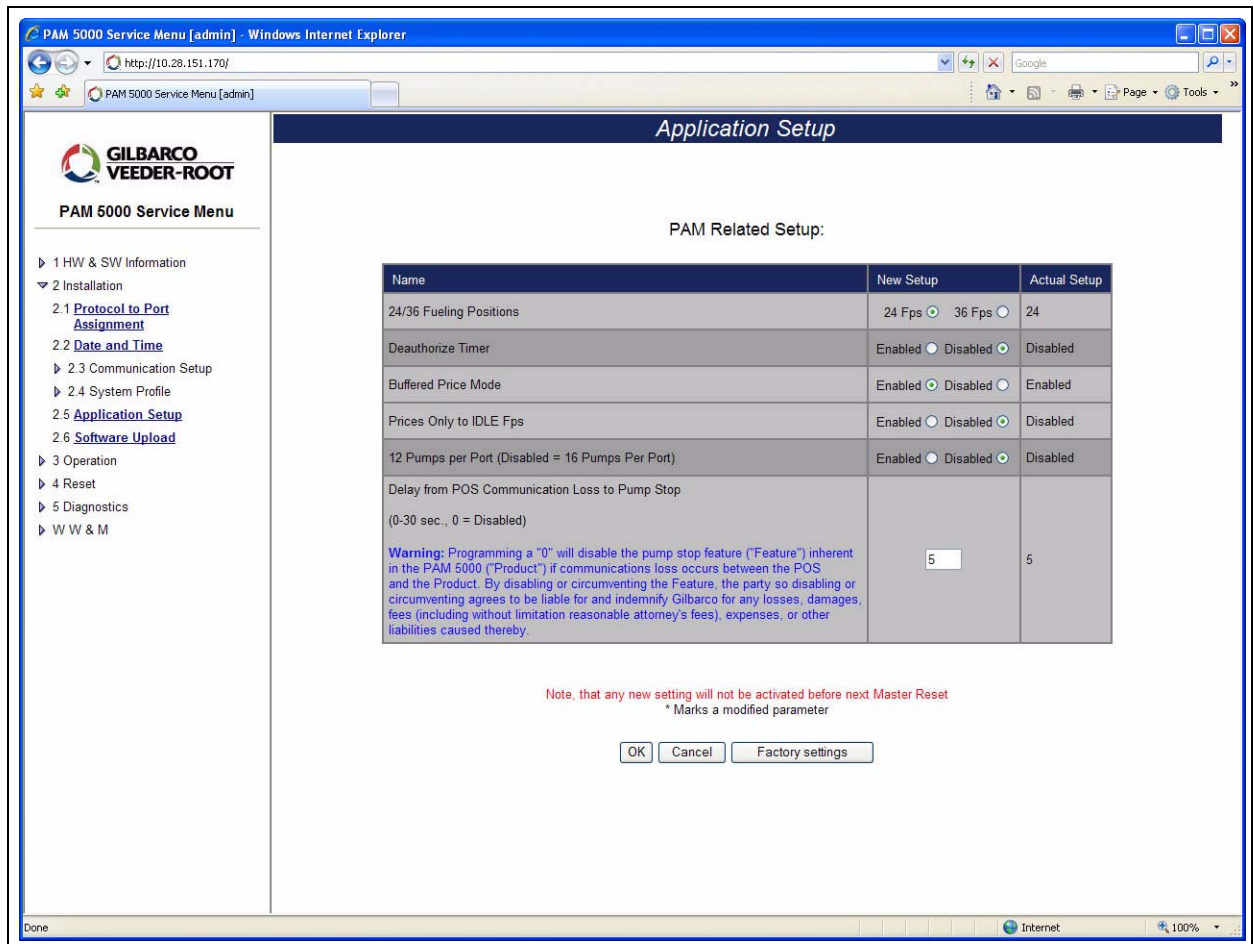 PAM 5000 Service Menu [admin] - Windows Internet Explorer
http://10.28.151.170/
Google
PAM 5000 Service Menu [admin]
Page
Tools
»
GILBARCO
VEEDER-ROOT
PAM 5000 Service Menu
1 HW & SW Information
2 Installation
2.1 Protocol to Port
Assignment
2.2 Date and Time
2.3 Communication Setup
2.4 System Profile
2.5 Application Setup
2.6 Software Upload
3 Operation
4 Reset
5 Diagnostics
W W & M
Application Setup
PAM Related Setup:
Name New Setup Actual Setup
24/36 Fueling Positions 24 Fps 36 Fps 24
Deauthorize Timer Enabled Disabled Disabled
Buffered Price Mode Enabled Disabled Enabled
Prices Only to IDLE Fps Enabled Disabled Disabled
12 Pumps per Port (Disabled = 16 Pumps Per Port) Enabled Disabled Disabled
Delay from POS Communication Loss to Pump Stop
(0-30 sec., 0 = Disabled)
Warning: Programming a "0" will disable the pump stop feature ("Feature") inherent
in the PAM 5000 ("Product") if communications loss occurs between the POS
and the Product. By disabling or circumventing the Feature, the party so disabling or
circumventing agrees to be liable for and indemnify Gilbarco for any losses, damages,
fees (including without limitation reasonable attorney's fees), expenses, or other
liabilities caused thereby.
5 5
Note, that any new setting will not be activated before next Master Reset
* Marks a modified parameter
OK Cancel Factory settings
Done Internet 100%